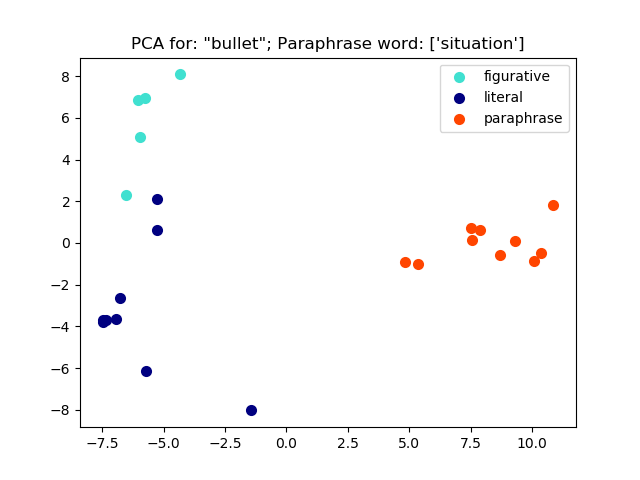 PCA for: "bullet"; Paraphrase word: ['situation']
figurative
literal
paraphrase
8
6
4
2
0
−2
−4
−6
−8
−7.5 −5.0 −2.5 0.0 2.5 5.0 7.5 10.0